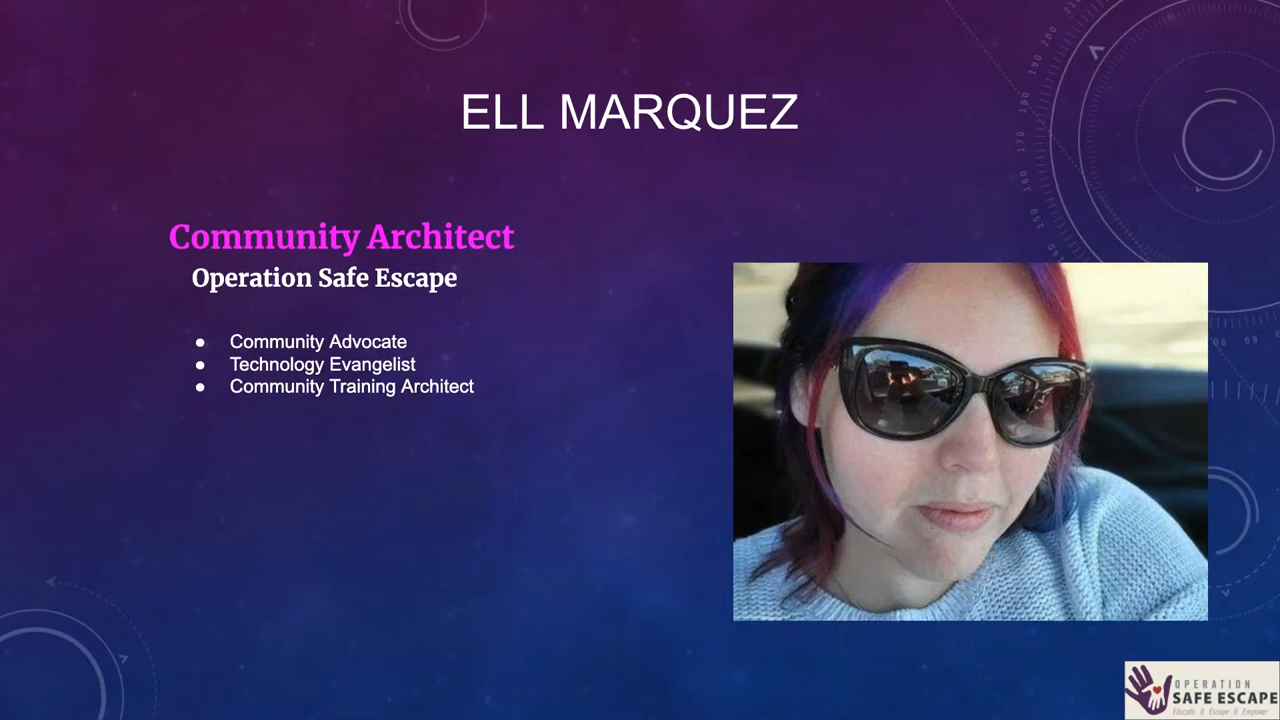 ELL MARQUEZ
Community Architect
Operation Safe Escape
● Community Advocate
● Technology Evangelist
● Community Training Architect
OPERATION
SAFE ESCAPE
Educate // Escape // Empower